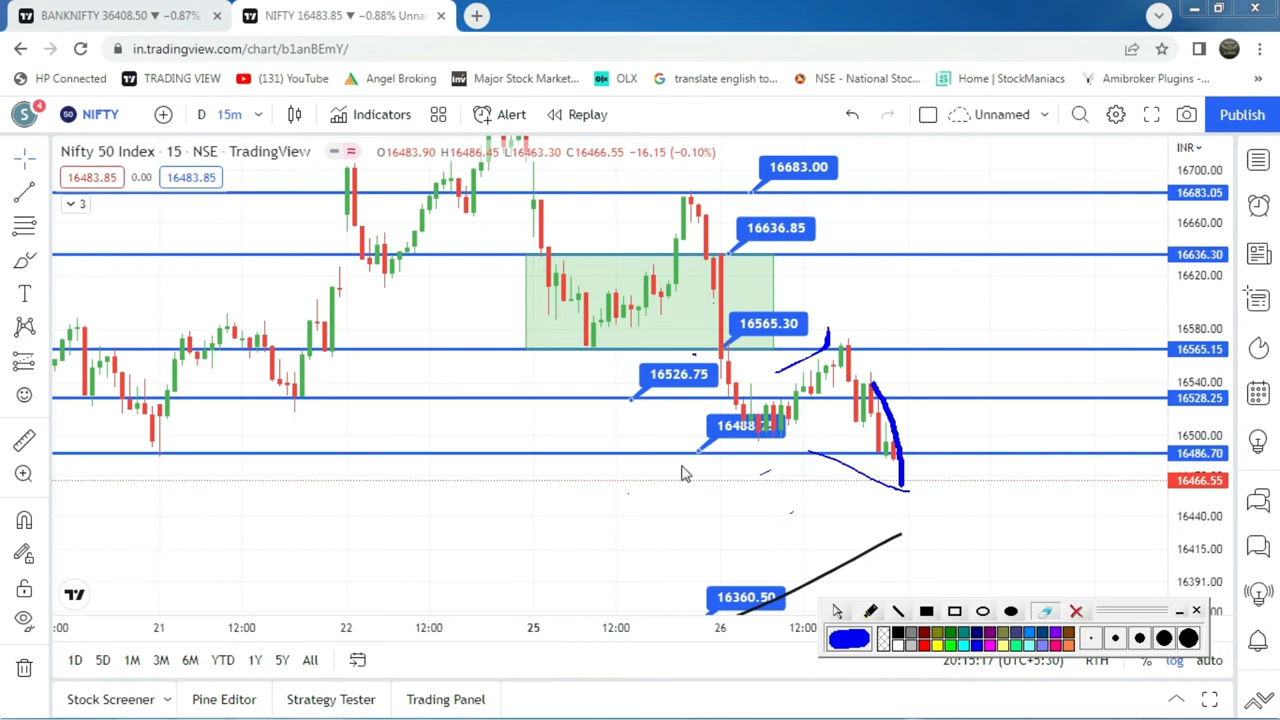 BANKNIFTY 36408.50 ▼ −0.87%
NIFTY 16483.85 ▼ −0.88% Unna
in.tradingview.com/chart/b1anBEmY/
HP Connected TRADING VIEW (131) YouTube Angel Broking Major Stock Market... OLX translate english to... NSE - National Stoc... Home | StockManiacs Amibroker Plugins -... »
S 4 50 NIFTY D 15m Indicators Alert Replay Unnamed Publish
Nifty 50 Index · 15 · NSE · TradingView O16483.90 H16486.45 L16463.30 C16466.55 −16.15 (−0.10%) INR
16483.85 0.00 16483.85
3
16683.00
16636.85
16565.30
16526.75
16488
16360.50
16700.00
16683.05
16660.00
16636.30
16620.00
16580.00
16565.15
16540.00
16528.25
16500.00
16486.70
16466.55
16440.00
16415.00
16391.00
:00 21 12:00 22 12:00 25 12:00 26 12:00
1D 5D 1M 3M 6M YTD 1Y 5Y All 20:15:17 (UTC+5:30) RTH % log auto
Stock Screener Pine Editor Strategy Tester Trading Panel